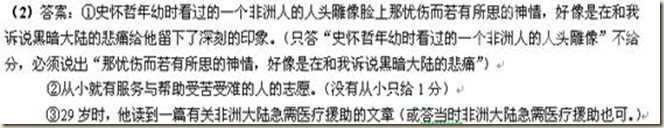 （2）答案：①史怀哲年幼时看过的一个非洲人的人头雕像脸上那忧伤而若有所思的神情，好像是在和我
诉说黑暗大陆的悲痛给他留下了深刻的印象。（只答“史怀哲年幼时看过的一个非洲人的人头雕像”不给
分，必须说出“那忧伤而若有所思的神情，好像是在和我诉说黑暗大陆的悲痛”）
②从小就有服务与帮助受苦受难的人的志愿。（没有从小只给1分）
③29岁时，他读到一篇有关非洲大陆急需医疗援助的文章（或答当时非洲大陆急需医疗援助也可。）